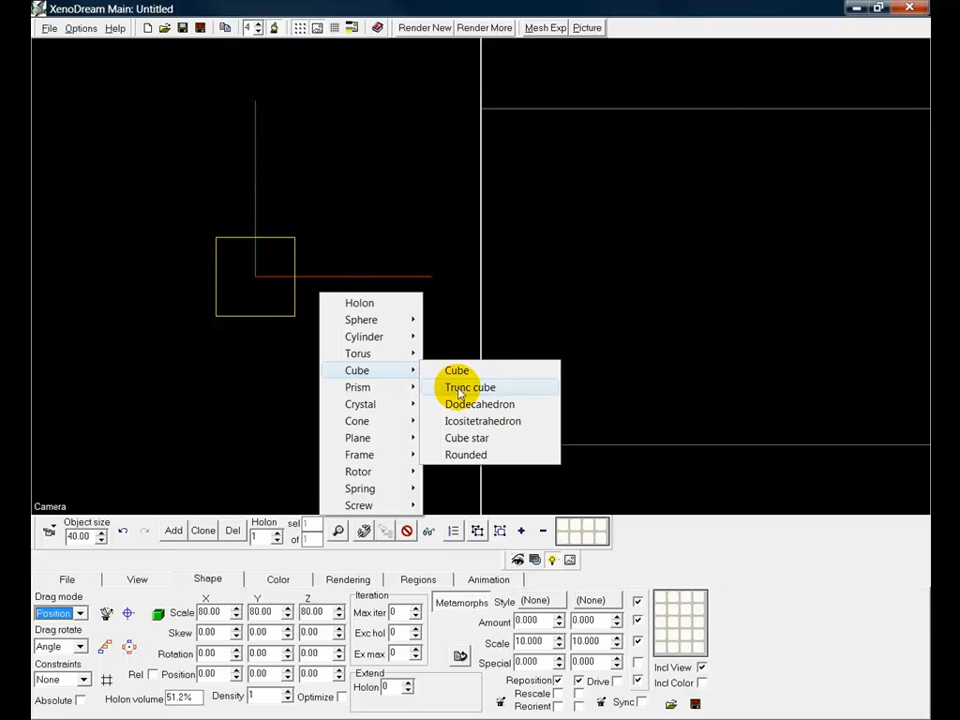 XenoDream Main: Untitled
File Options Help 4 Render New Render More Mesh Exp Picture
Holon
Sphere
Cylinder
Torus
Cube
Prism
Crystal
Cone
Plane
Frame
Rotor
Spring
Screw
Cube
Trunc cube
Dodecahedron
Icositetrahedron
Cube star
Rounded
Camera
Object size
40.00
Add Clone Del
Holon
1
sel 1
of 1
File View Shape Color Rendering Regions Animation
Drag mode
Position
Drag rotate
Angle
Constraints
None
Absolute
X Y Z
Scale 80.00 80.00 80.00
Skew 0.00 0.00 0.00
Rotation 0.00 0.00 0.00
Rel Position 0.00 0.00 0.00
Holon volume 51.2% Density 1 Optimize
Iteration
Max iter 0
Exc hol 0
Ex max 0
Extend
Holon 0
Metamorphs Style (None) (None)
Amount 0.000 0.000
Scale 10.000 10.000
Special 0.000 0.000
Reposition Drive
Rescale
Reorient Sync
Incl View
Incl Color